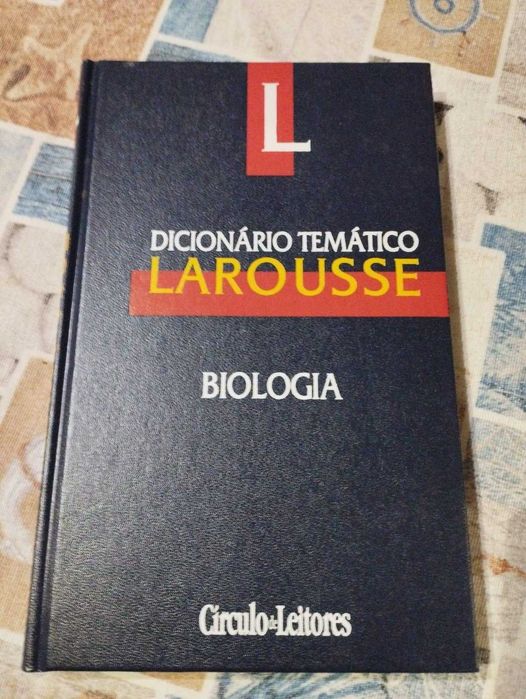 L
DICIONÁRIO TEMÁTICO
LAROUSSE
BIOLOGIA
Círculo de Leitores